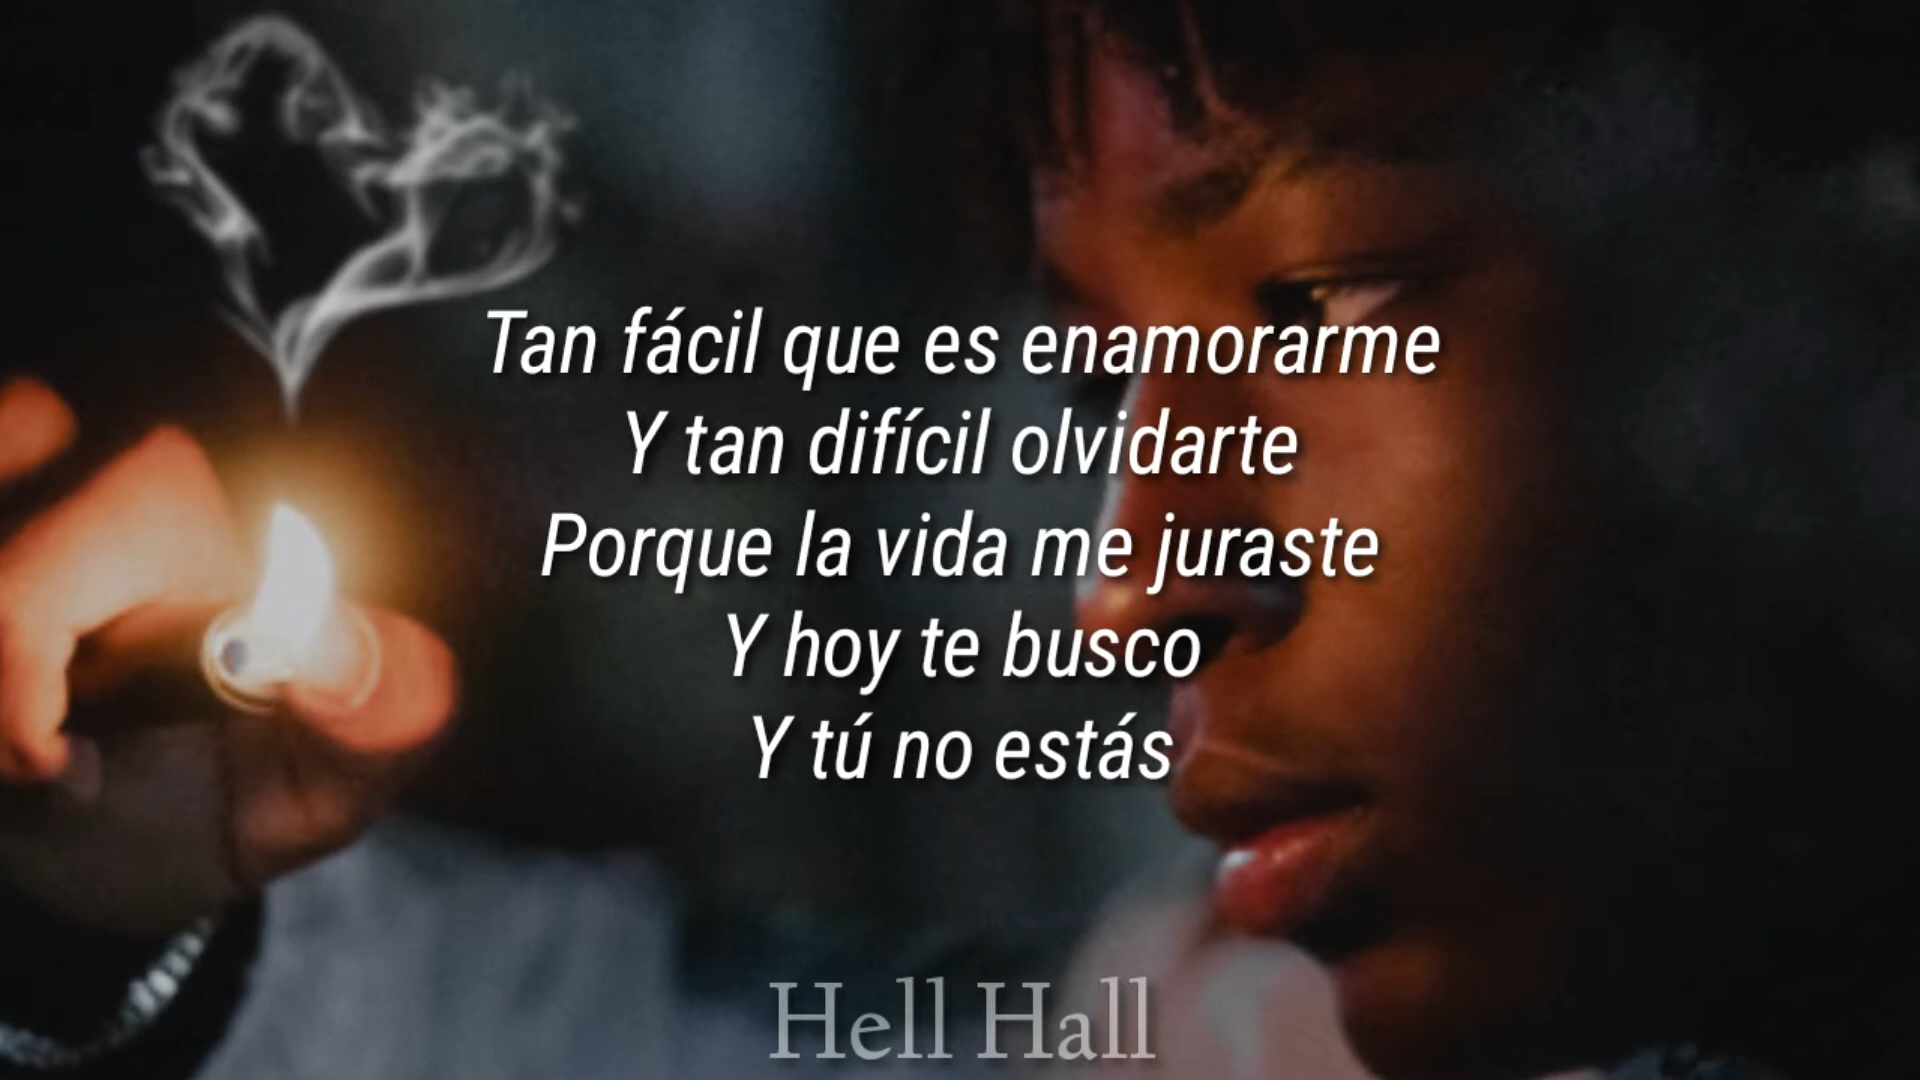 Tan fácil que es enamorarme
Y tan difícil olvidarte
Porque la vida me juraste
Y hoy te busco
Y tú no estás
Hell Hall